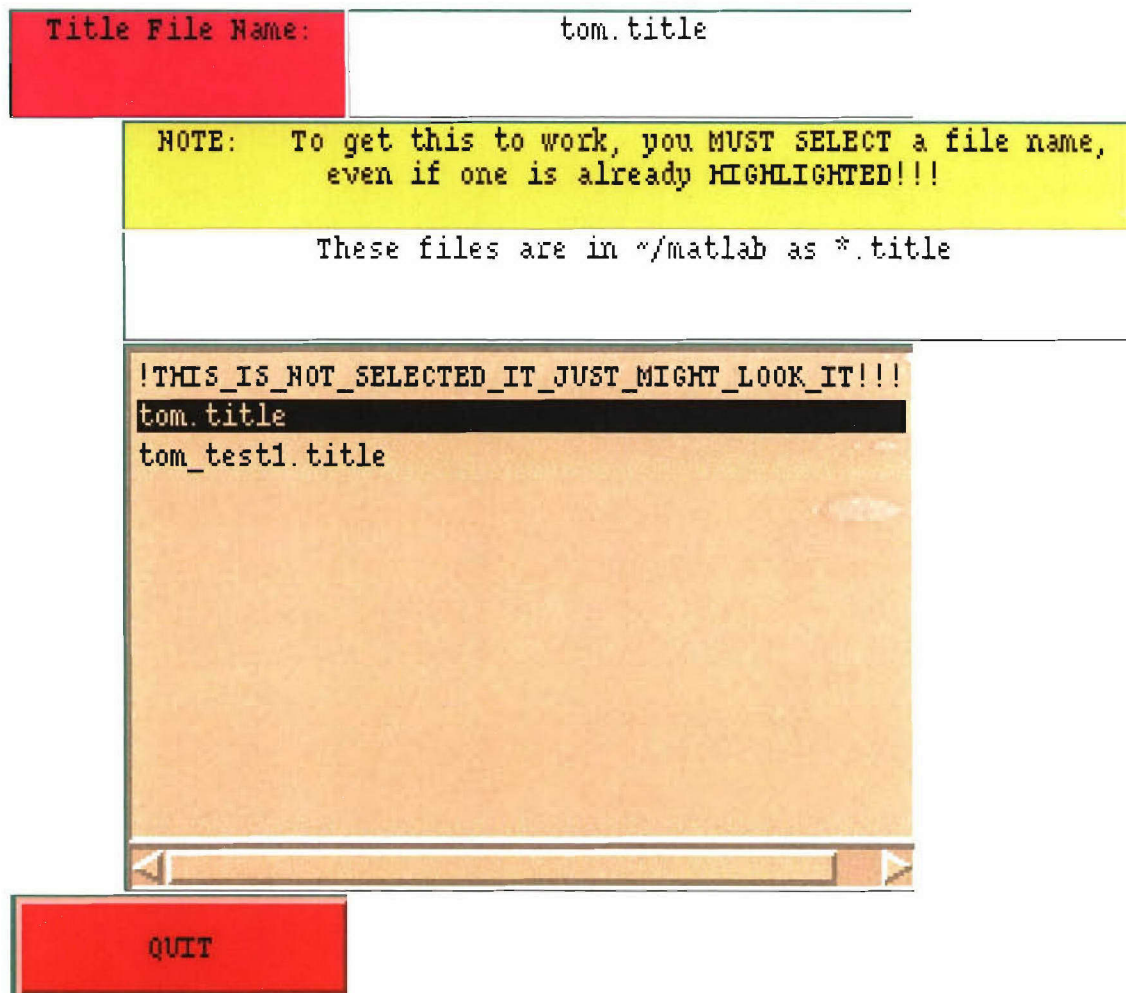 Title File Name: tom.title
NOTE: To get this to work, you MUST SELECT a file name,
even if one is already HIGHLIGHTED!!!
These files are in ~/matlab as *.title
!THIS_IS_NOT_SELECTED_IT_JUST_MIGHT_LOOK_IT!!!
tom.title
tom_test1.title
QUIT